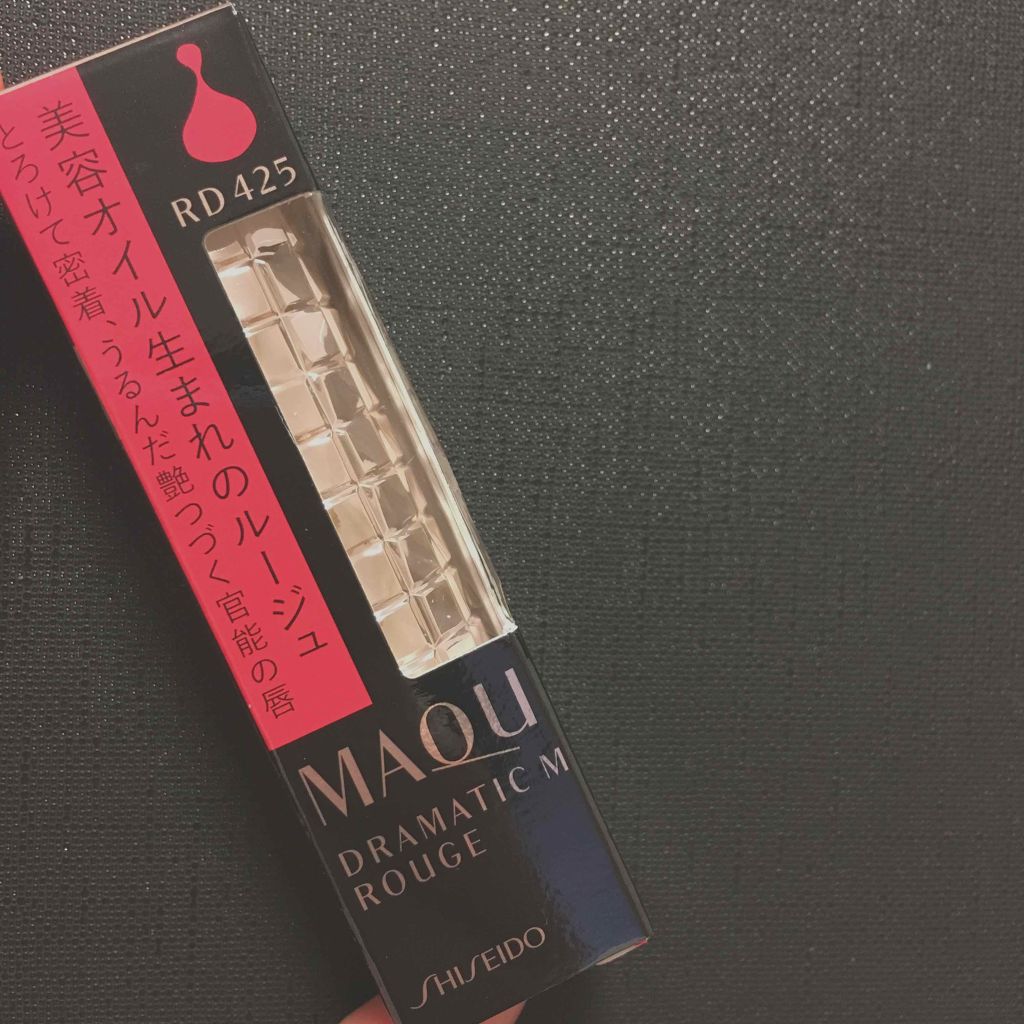 RD 425
美容オイル生まれのルージュ
とろけて密着、うるんだ艶つづく官能の唇
MAQU
DRAMATIC M
ROUGE
SHISEIDO